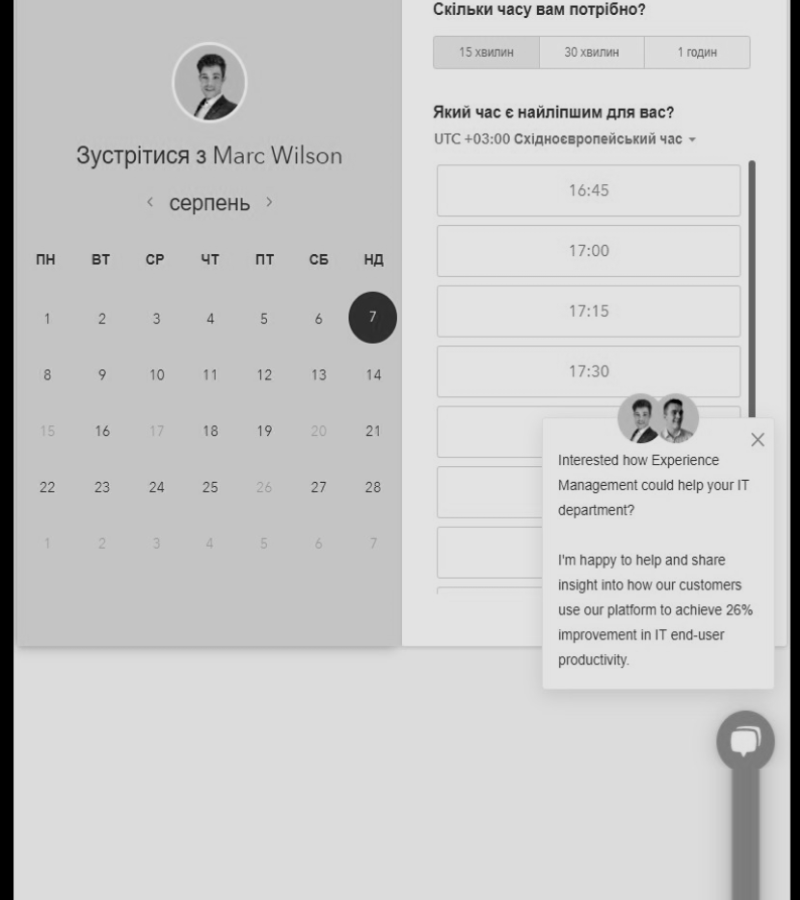 Зустрітися з Marc Wilson
серпень
ПН ВТ СР ЧТ ПТ СБ НД
1 2 3 4 5 6 7
8 9 10 11 12 13 14
15 16 17 18 19 20 21
22 23 24 25 26 27 28
1 2 3 4 5 6 7
Скільки часу вам потрібно?
15 хвилин 30 хвилин 1 годин
Який час є найліпшим для вас?
UTC +03:00 Східноєвропейський час
16:45
17:00
17:15
17:30
Interested how Experience
Management could help your IT
department?
I'm happy to help and share
insight into how our customers
use our platform to achieve 26%
improvement in IT end-user
productivity.